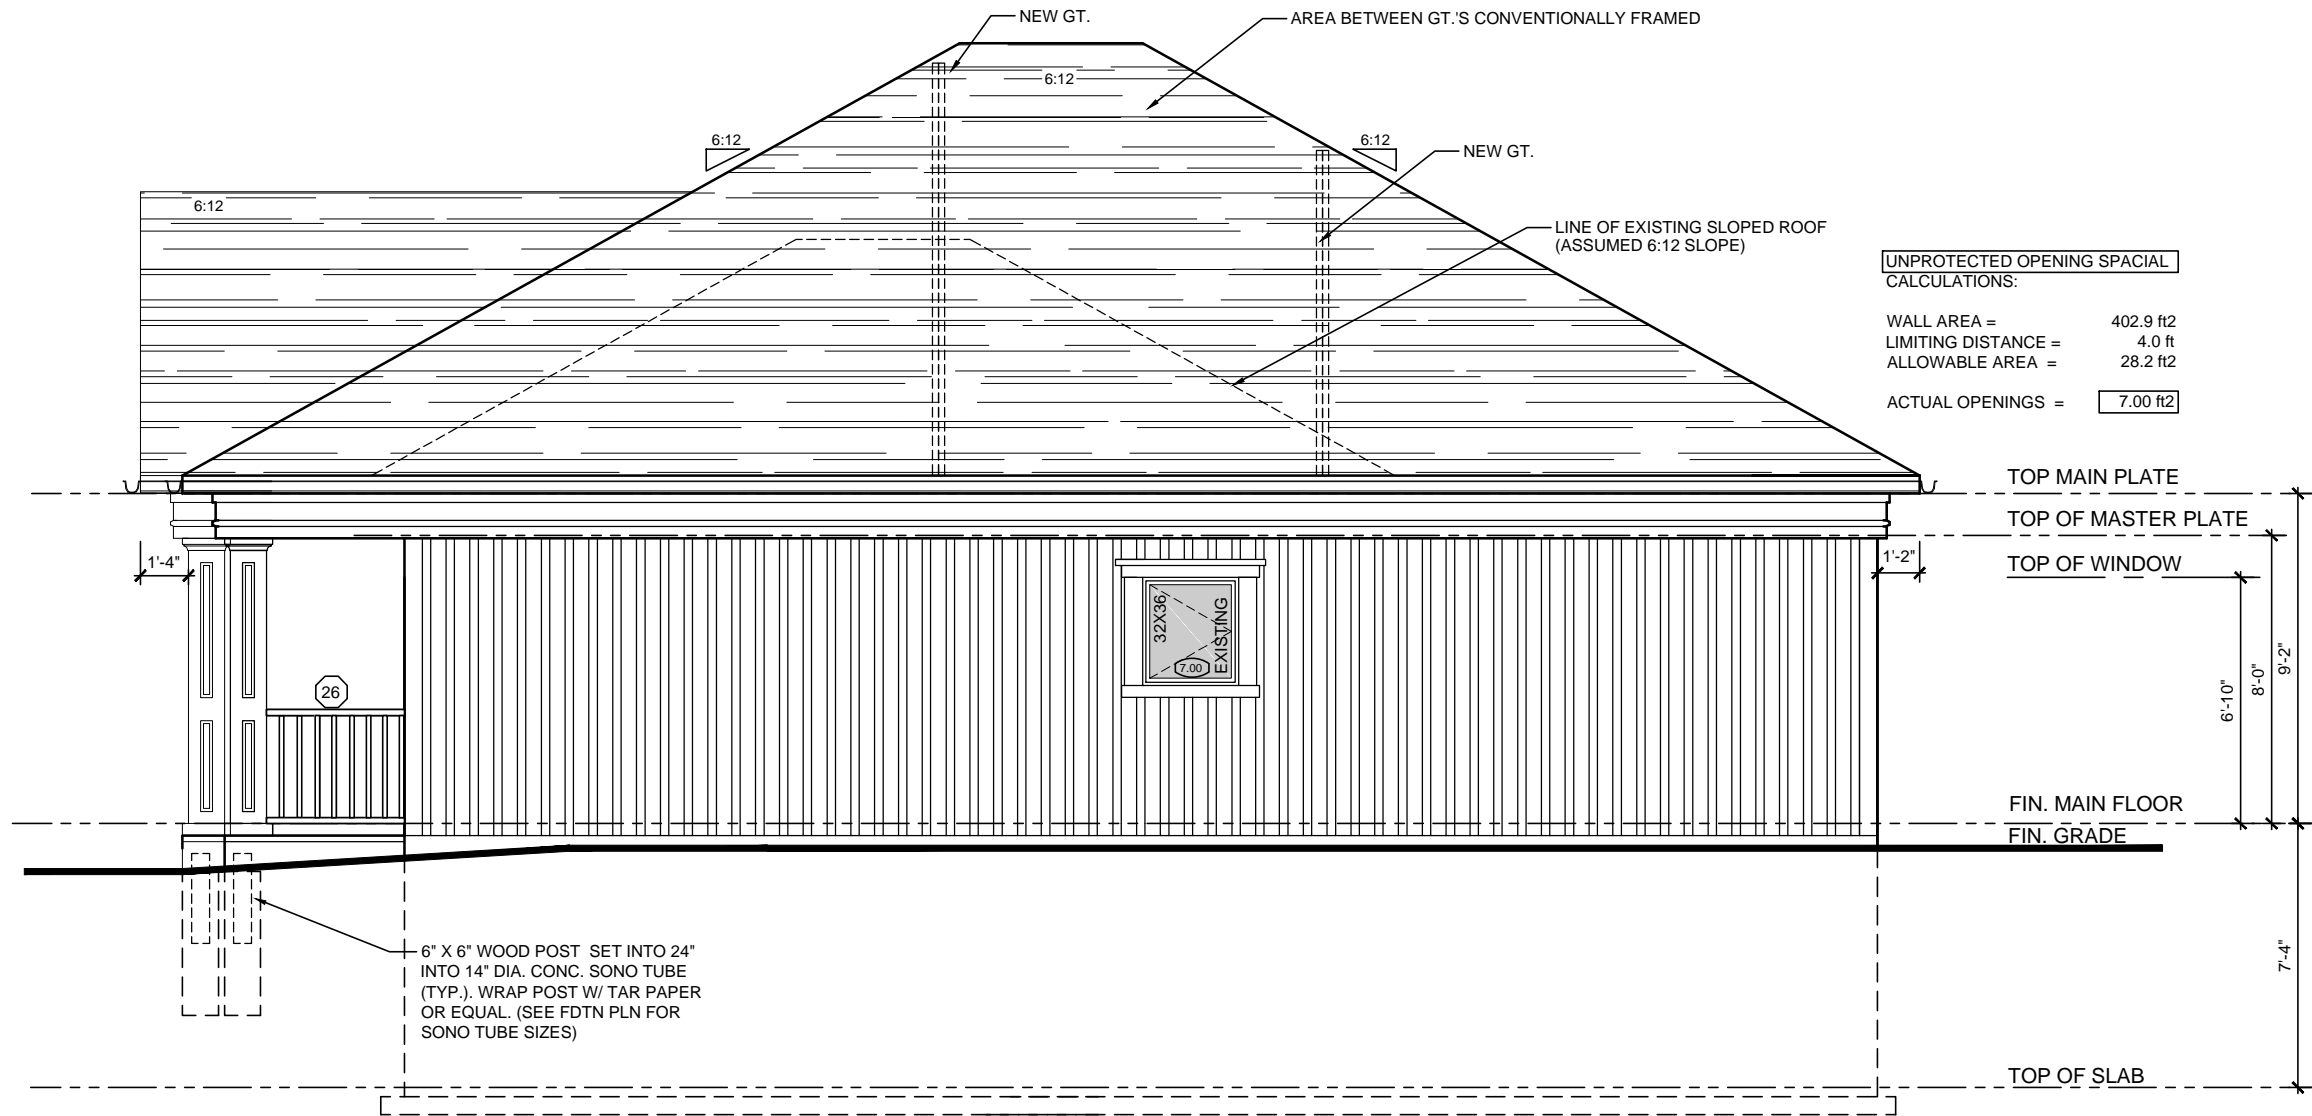 NEW GT.
AREA BETWEEN GT.'S CONVENTIONALLY FRAMED
6:12
6:12
6:12
NEW GT.
6:12
LINE OF EXISTING SLOPED ROOF
(ASSUMED 6:12 SLOPE)
UNPROTECTED OPENING SPACIAL
CALCULATIONS:
WALL AREA = 402.9 ft2
LIMITING DISTANCE = 4.0 ft
ALLOWABLE AREA = 28.2 ft2
ACTUAL OPENINGS = 7.00 ft2
TOP MAIN PLATE
TOP OF MASTER PLATE
1'-4"
1'-2"
TOP OF WINDOW
32X36
EXISTING
7.00
26
6'-10"
8'-0"
9'-2"
FIN. MAIN FLOOR
FIN. GRADE
6" X 6" WOOD POST SET INTO 24"
INTO 14" DIA. CONC. SONO TUBE
(TYP.). WRAP POST W/ TAR PAPER
OR EQUAL. (SEE FDTN PLN FOR
SONO TUBE SIZES)
7'-4"
TOP OF SLAB